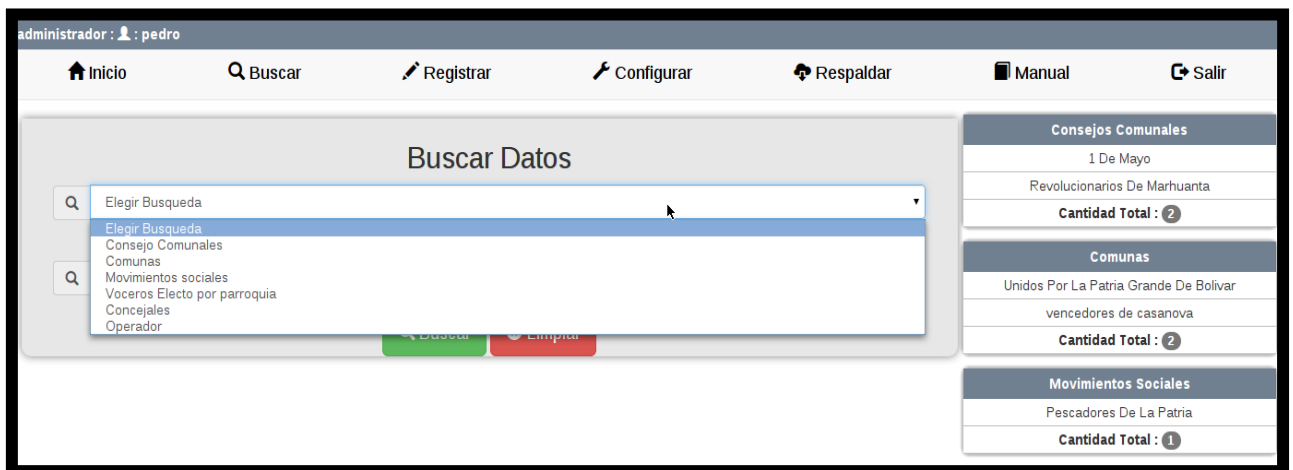 administrador : : pedro
Inicio Buscar Registrar Configurar Respaldar Manual Salir
Buscar Datos
Elegir Busqueda
Elegir Busqueda
Consejo Comunales
Comunas
Movimientos sociales
Voceros Electo por parroquia
Concejales
Operador
Buscar Limpiar
Consejos Comunales
1 De Mayo
Revolucionarios De Marhuanta
Cantidad Total : 2
Comunas
Unidos Por La Patria Grande De Bolivar
vencedores de casanova
Cantidad Total : 2
Movimientos Sociales
Pescadores De La Patria
Cantidad Total : 1